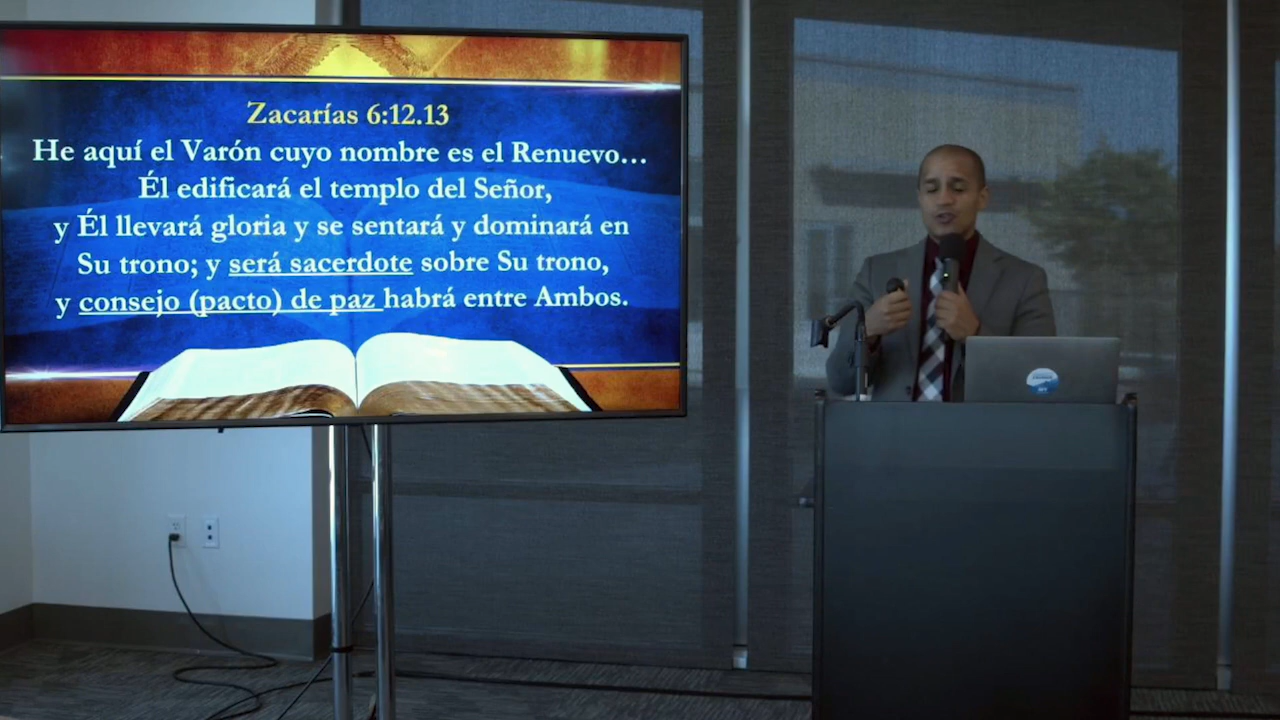 Zacarías 6:12.13
He aquí el Varón cuyo nombre es el Renuevo…
Él edificará el templo del Señor,
y Él llevará gloria y se sentará y dominará en
Su trono; y será sacerdote sobre Su trono,
y consejo (pacto) de paz habrá entre Ambos.